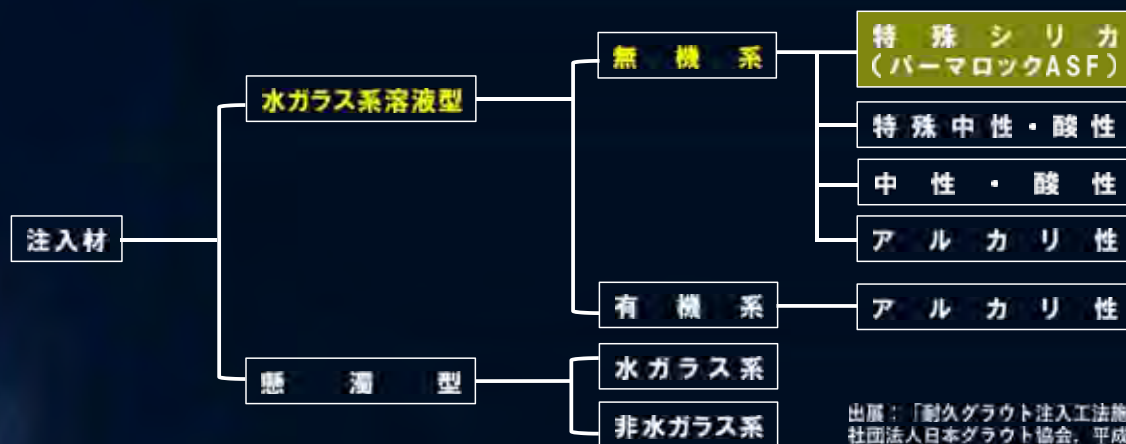 特殊シリカ
(パーマロックASF)
無機系
水ガラス系溶液型
特殊中性・酸性
中性・酸性
注入材
アルカリ性
有機系
アルカリ性
懸濁型
水ガラス系
非水ガラス系
出展:「耐久グラウト注入工法施
社団法人日本グラウト協会 平成